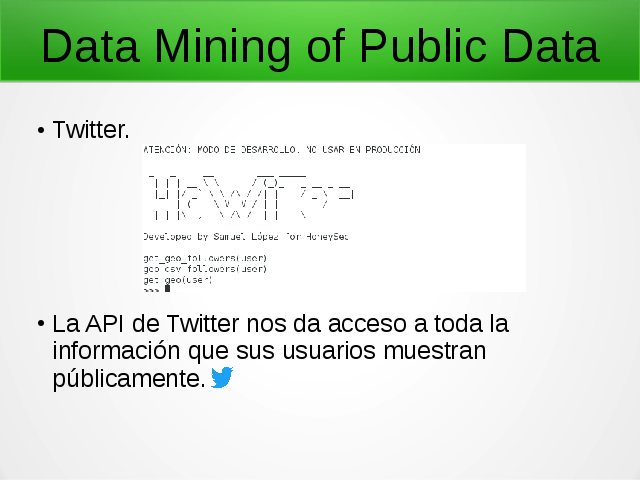 Data Mining of Public Data
• Twitter.
ATENCIÓN: MODO DE DESARROLLO. NO USAR EN PRODUCCIÓN
Developed by Samuel López for HoneySec
get_geo_followers(user)
geo_csv_followers(user)
get_geo(user)
>>>
• La API de Twitter nos da acceso a toda la
información que sus usuarios muestran
públicamente.